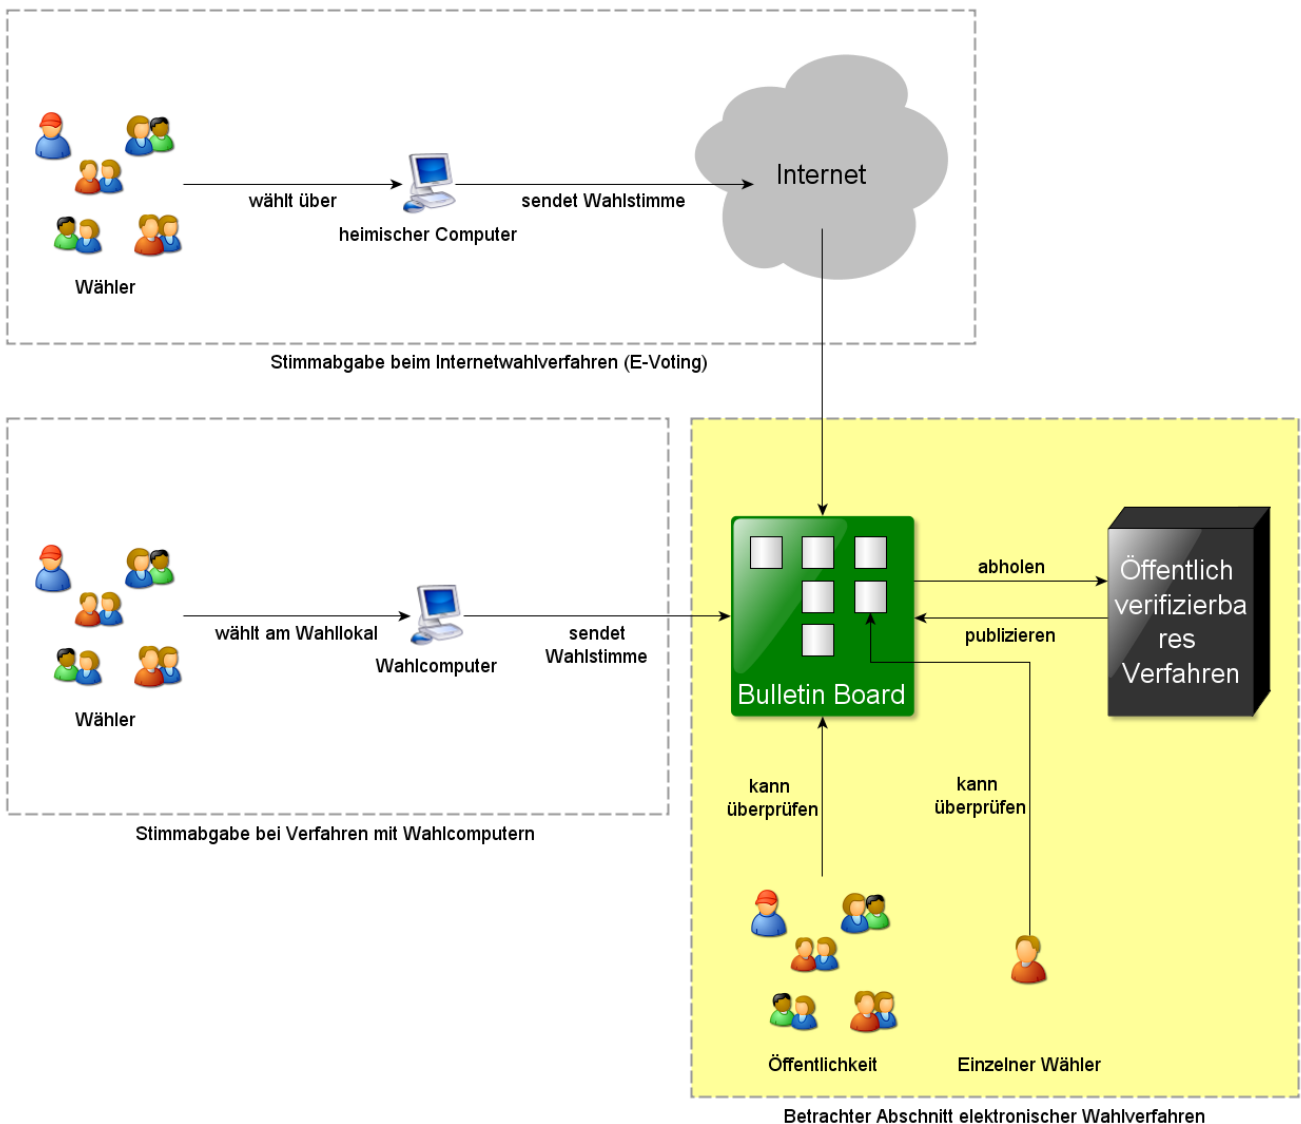 Internet
wählt über
sendet Wahlstimme
heimischer Computer
Wähler
Stimmabgabe beim Internetwahlverfahren (E-Voting)
wählt am Wahllokal
sendet
Wahlstimme
Wahlcomputer
Wähler
Stimmabgabe bei Verfahren mit Wahlcomputern
abholen
publizieren
Öffentlich
verifizierba
res
Verfahren
Bulletin Board
kann
überprüfen
kann
überprüfen
Öffentlichkeit
Einzelner Wähler
Betrachter Abschnitt elektronischer Wahlverfahren